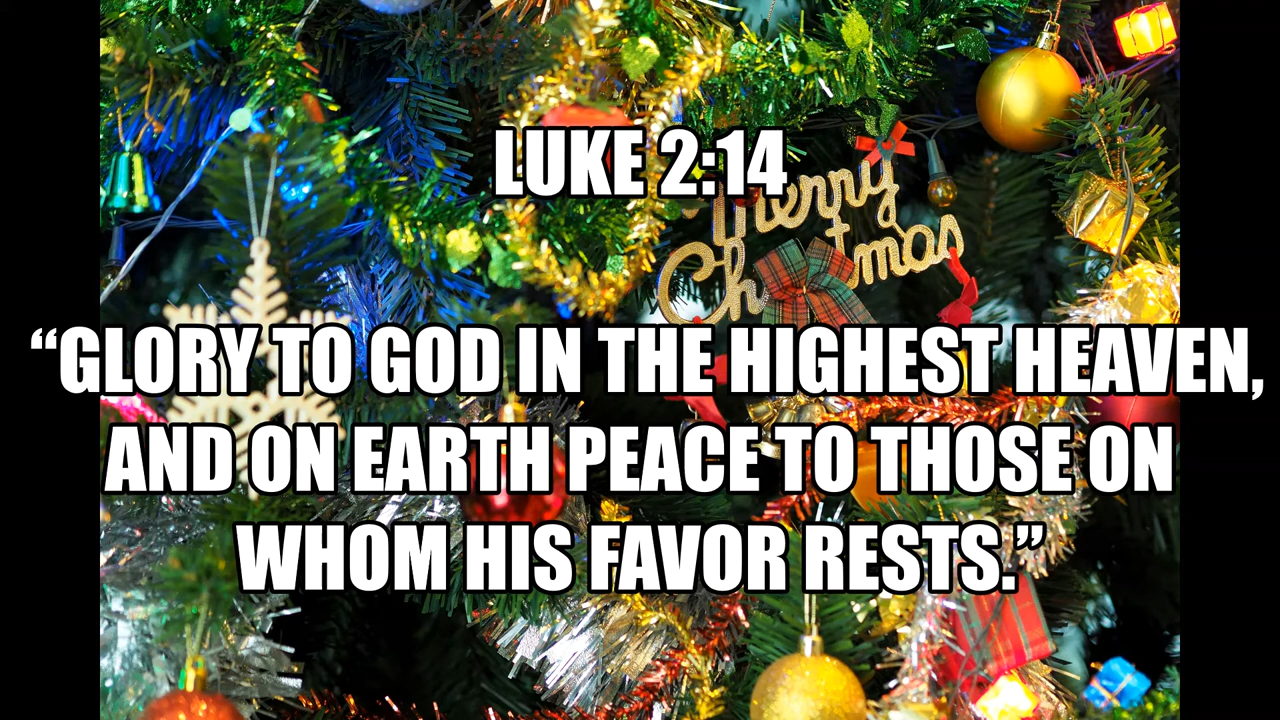 LUKE 2:14
Merry
Christmas
“GLORY TO GOD IN THE HIGHEST HEAVEN,
AND ON EARTH PEACE TO THOSE ON
WHOM HIS FAVOR RESTS.”